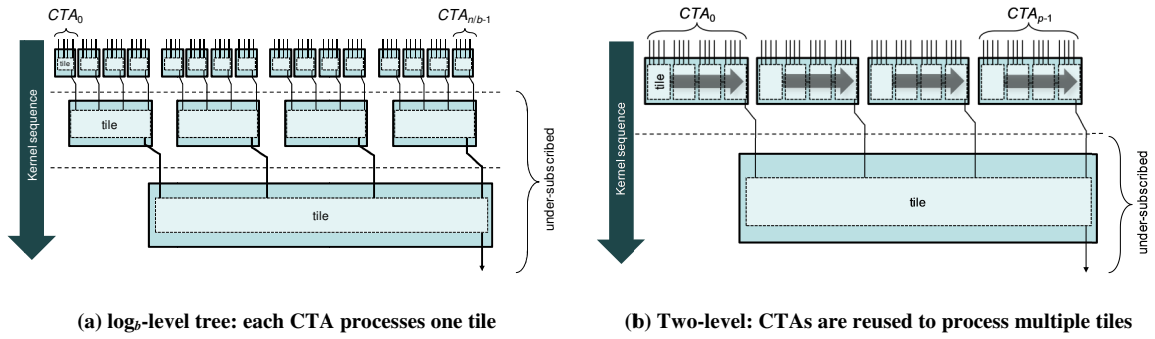 CTA0
CTAn/b-1
tile
Kernel sequence
tile
tile
under-subscribed
(a) logb-level tree: each CTA processes one tile
CTA0
CTAp-1
tile
Kernel sequence
tile
under-subscribed
(b) Two-level: CTAs are reused to process multiple tiles